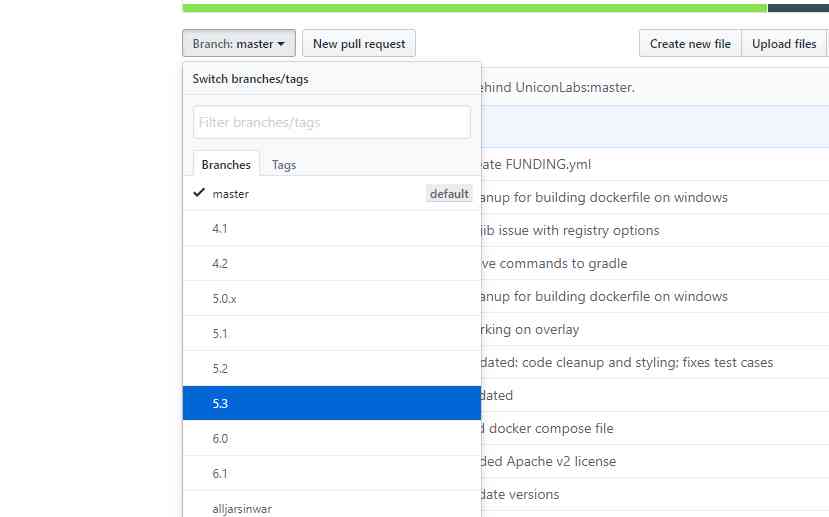 Branch: master
New pull request
Create new file
Upload files
Switch branches/tags
ehind UniconLabs:master.
Filter branches/tags
Branches
Tags
eate FUNDING.yml
master
default
anup for building dockerfile on windows
4.1
jib issue with registry options
4.2
ve commands to gradle
5.0.x
anup for building dockerfile on windows
5.1
rking on overlay
5.2
dated: code cleanup and styling; fixes test cases
5.3
dated
6.0
d docker compose file
6.1
ded Apache v2 license
alljarsinwar
date versions